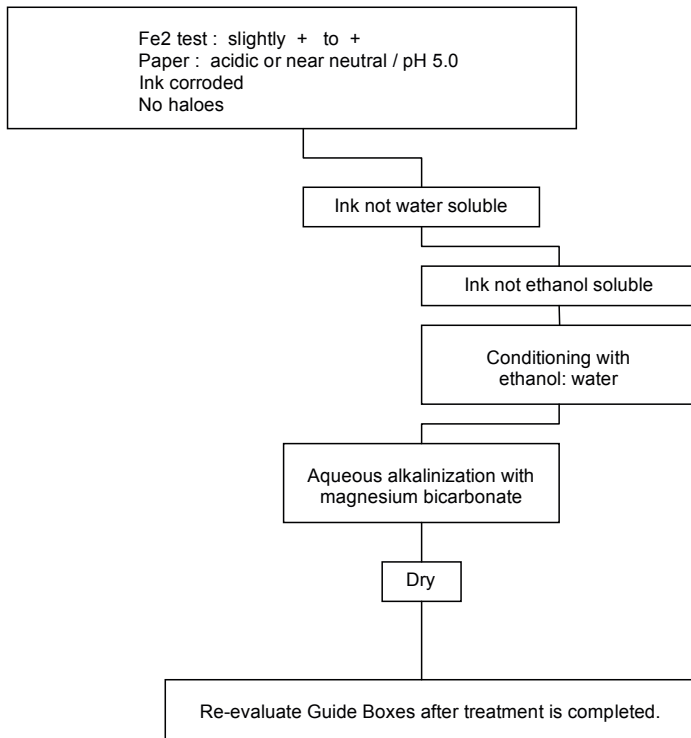 Fe2 test : slightly + to +
Paper : acidic or near neutral / pH 5.0
Ink corroded
No haloes
Ink not water soluble
Ink not ethanol soluble
Conditioning with
ethanol: water
Aqueous alkalinization with
magnesium bicarbonate
Dry
Re-evaluate Guide Boxes after treatment is completed.